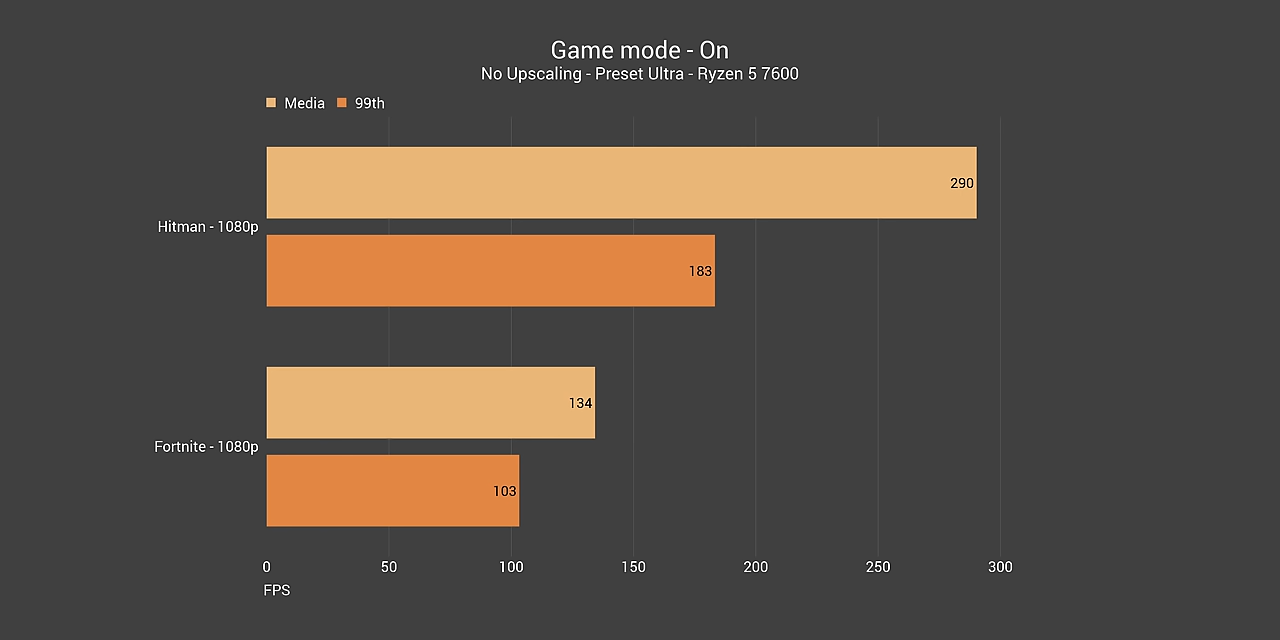 Game mode - On
No Upscaling - Preset Ultra - Ryzen 5 7600
Media 99th
290
Hitman - 1080p
183
134
Fortnite - 1080p
103
0 50 100 150 200 250 300
FPS